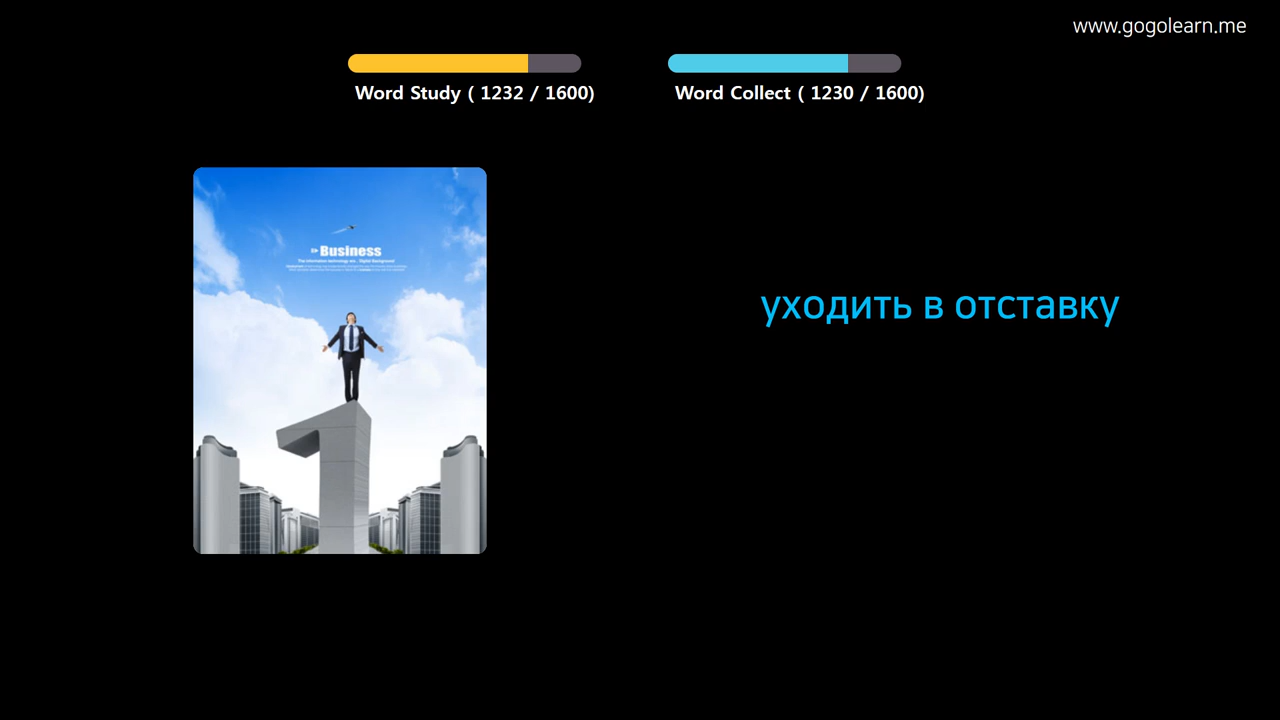 www.gogolearn.me
Word Study ( 1232 / 1600)
Word Collect ( 1230 / 1600)
Business
уходить в отставку